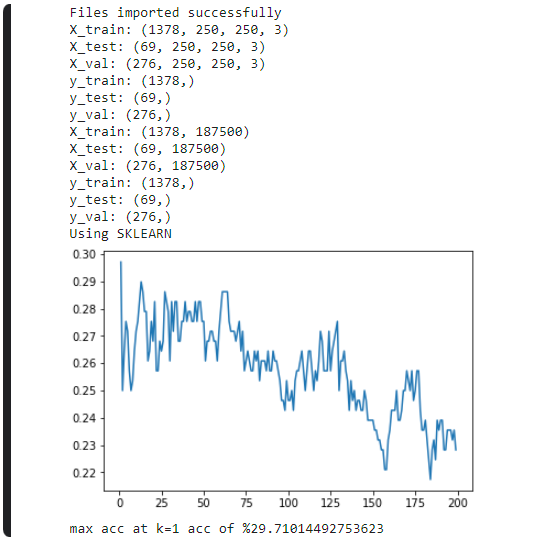 Files imported successfully
X_train: (1378, 250, 250, 3)
X_test: (69, 250, 250, 3)
X_val: (276, 250, 250, 3)
y_train: (1378,)
y_test: (69,)
y_val: (276,)
X_train: (1378, 187500)
X_test: (69, 187500)
X_val: (276, 187500)
y_train: (1378,)
y_test: (69,)
y_val: (276,)
Using SKLEARN
0.30
0.29
0.28
0.27
0.26
0.25
0.24
0.23
0.22
0 25 50 75 100 125 150 175 200
max acc at k=1 acc of %29.71014492753623